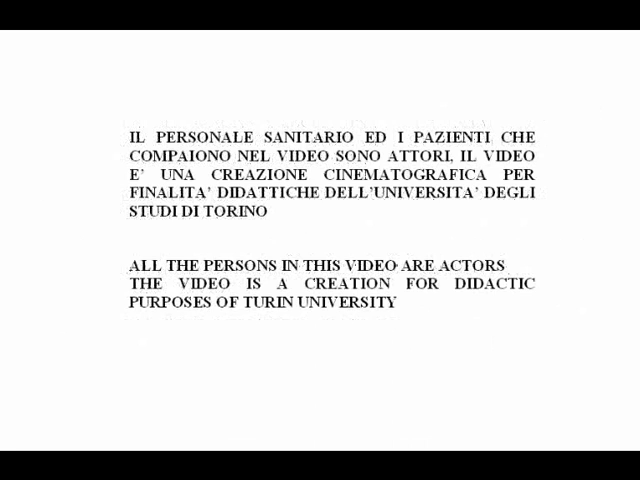 IL PERSONALE SANITARIO ED I PAZIENTI CHE
COMPAIONO NEL VIDEO SONO ATTORI, IL VIDEO
E' UNA CREAZIONE CINEMATOGRAFICA PER
FINALITA' DIDATTICHE DELL'UNIVERSITA' DEGLI
STUDI DI TORINO
ALL THE PERSONS IN THIS VIDEO ARE ACTORS
THE VIDEO IS A CREATION FOR DIDACTIC
PURPOSES OF TURIN UNIVERSITY